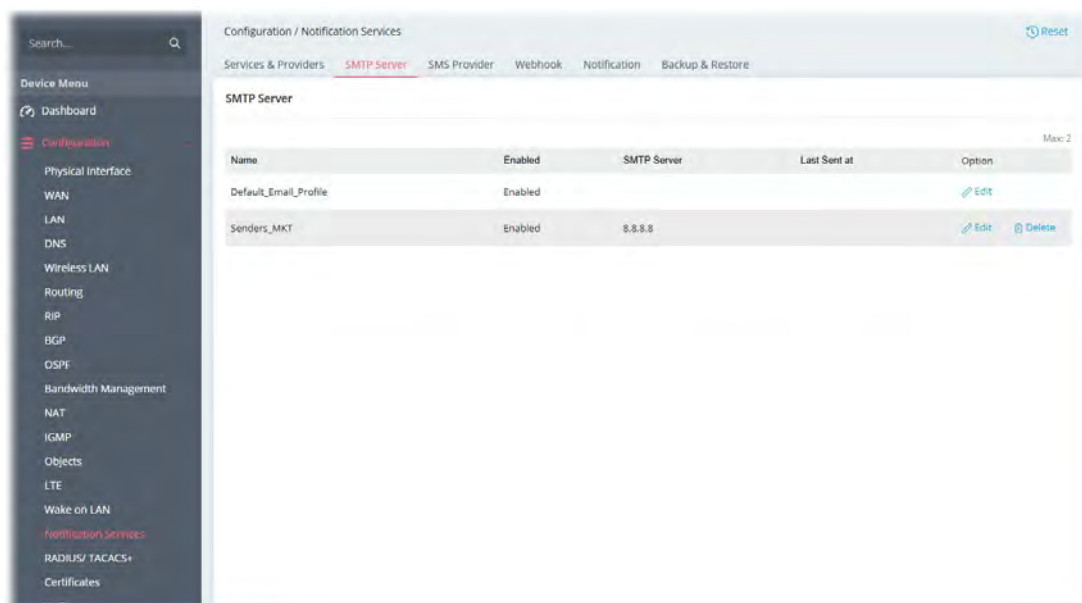 Search...
Device Menu
Dashboard
Configuration
Physical Interface
WAN
LAN
DNS
Wireless LAN
Routing
RIP
BGP
OSPF
Bandwidth Management
NAT
IGMP
Objects
LTE
Wake on LAN
Notification Services
RADIUS/ TACACS+
Certificates
Configuration / Notification Services
Reset
Services & Providers SMTP Server SMS Provider Webhook Notification Backup & Restore
SMTP Server
Max: 2
Name Enabled SMTP Server Last Sent at Option
Default_Email_Profile Enabled Edit
Senders_MKT Enabled 8.8.8.8 Edit Delete